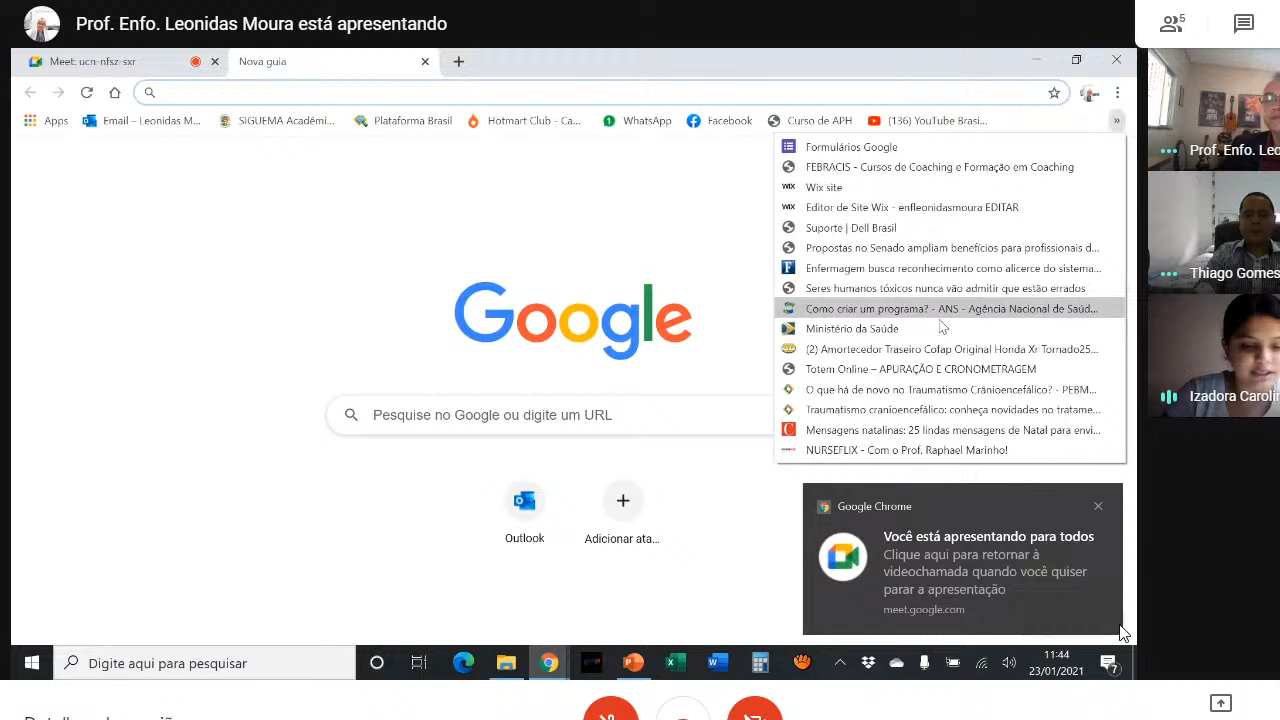 Prof. Enfo. Leonidas Moura está apresentando
5
Meet: ucn-nfsz-sxr
Nova guia
Apps
Email – Leonidas M...
SIGUEMA Acadêmi...
Plataforma Brasil
Hotmart Club - Ca...
WhatsApp
Facebook
Curso de APH
(136) YouTube Brasi...
»
Formulários Google
FEBRACIS - Cursos de Coaching e Formação em Coaching
WIX Wix site
WIX Editor de Site Wix - enfleonidasmoura EDITAR
Suporte | Dell Brasil
Propostas no Senado ampliam benefícios para profissionais d...
Enfermagem busca reconhecimento como alicerce do sistema...
Seres humanos tóxicos nunca vão admitir que estão errados
Como criar um programa? - ANS - Agência Nacional de Saúd...
Ministério da Saúde
(2) Amortecedor Traseiro Cofap Original Honda Xr Tornado25...
Totem Online – APURAÇÃO E CRONOMETRAGEM
O que há de novo no Traumatismo Crânioencefálico? - PEBM...
Traumatismo cranioencefálico: conheça novidades no tratame...
Mensagens natalinas: 25 lindas mensagens de Natal para envi...
NURSEFLIX - Com o Prof. Raphael Marinho!
Google
Pesquise no Google ou digite um URL
Outlook
Adicionar ata...
Google Chrome
Você está apresentando para todos
Clique aqui para retornar à
videochamada quando você quiser
parar a apresentação
meet.google.com
Prof. Enfo. Leo
Thiago Gomes
Izadora Carolin
Digite aqui para pesquisar
11:44
23/01/2021
7